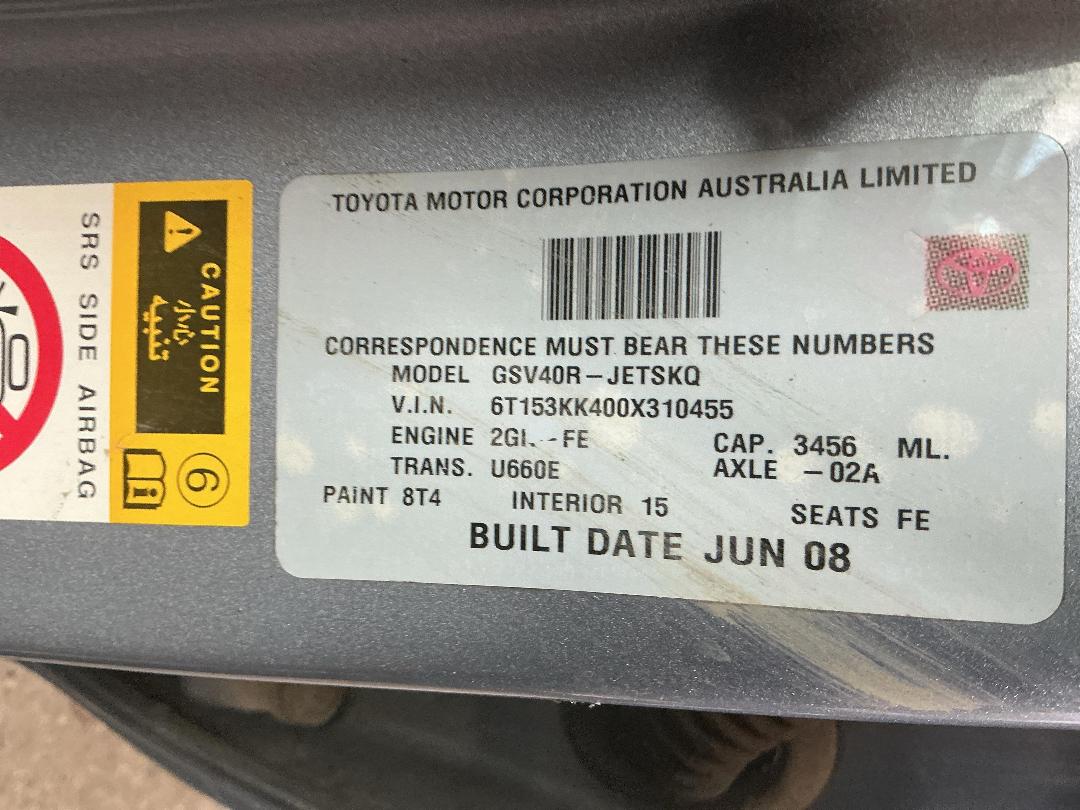 TOYOTA MOTOR CORPORATION AUSTRALIA LIMITED
CORRESPONDENCE MUST BEAR THESE NUMBERS
MODEL GSV40R-JETSKQ
V.I.N. 6T153KK400X310455
ENGINE FE CAP. 3456 ML.
TRANS. U660E AXLE -02A
PAINT 8T4 INTERIOR 15 SEATS FE
BUILT DATE JUN 08
SRS SIDE AIRBAG
CAUTION
تنبيه
6